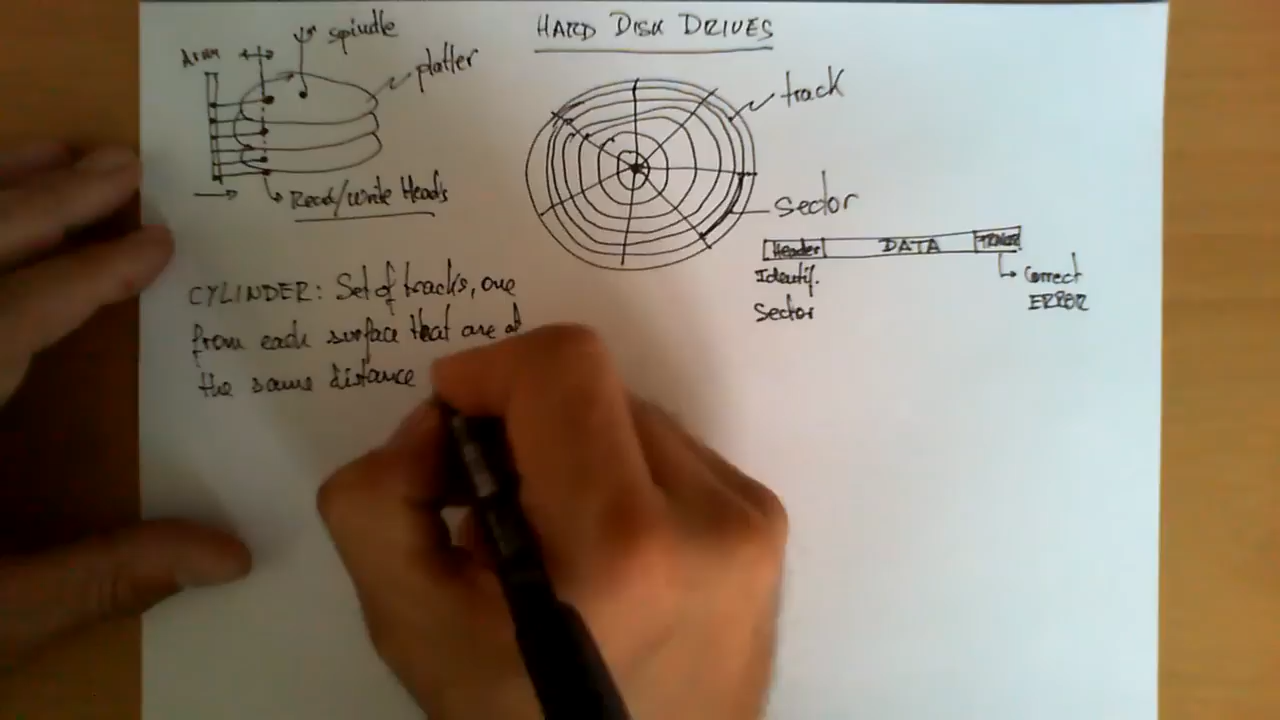 HARD DISK DRIVES
Arm
spindle
platter
Read/Write Heads
track
sector
Header DATA
Identif.
Sector
Correct
ERROR
CYLINDER: Set of tracks, one
from each surface that are at
the same distance